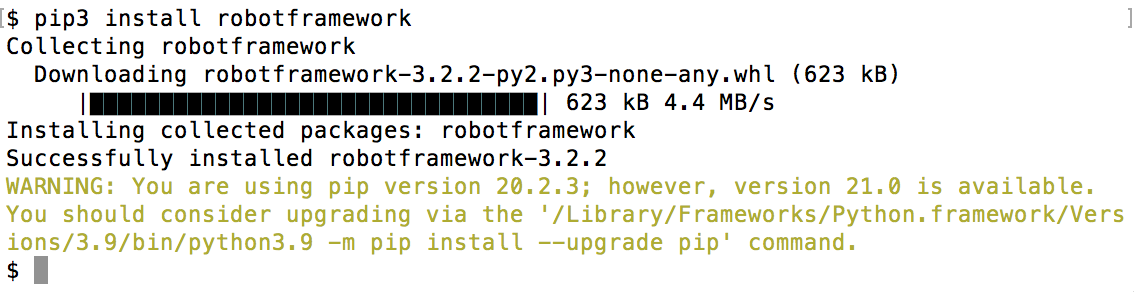 [$ pip3 install robotframework ]
Collecting robotframework
  Downloading robotframework-3.2.2-py2.py3-none-any.whl (623 kB)
     |████████████████████████████████| 623 kB 4.4 MB/s
Installing collected packages: robotframework
Successfully installed robotframework-3.2.2
WARNING: You are using pip version 20.2.3; however, version 21.0 is available.
You should consider upgrading via the '/Library/Frameworks/Python.framework/Vers
ions/3.9/bin/python3.9 -m pip install --upgrade pip' command.
$